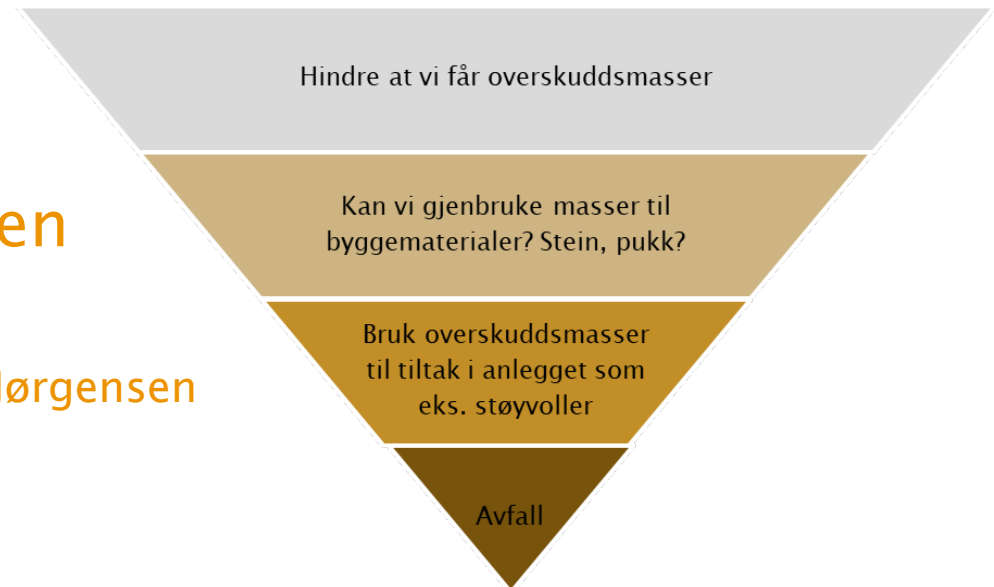 Hindre at vi får overskuddsmasser
Kan vi gjenbruke masser til
byggematerialer? Stein, pukk?
en
Bruk overskuddsmasser
til tiltak i anlegget som
eks. støyvoller
Jørgensen
Avfall